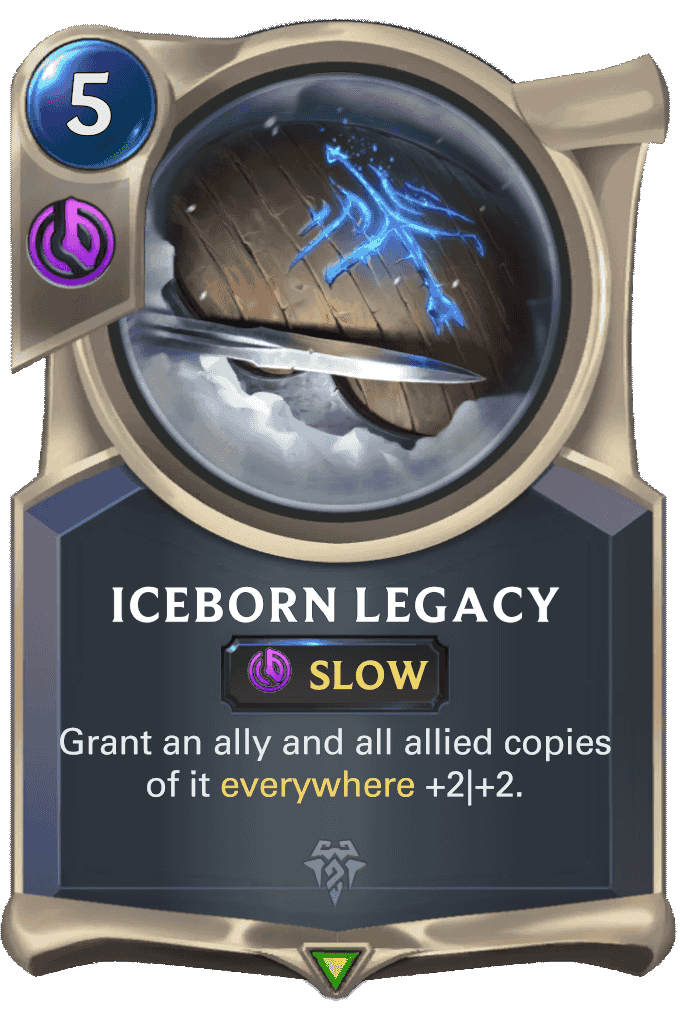 5
ICEBORN LEGACY
SLOW
Grant an ally and all allied copies
of it everywhere +2|+2.